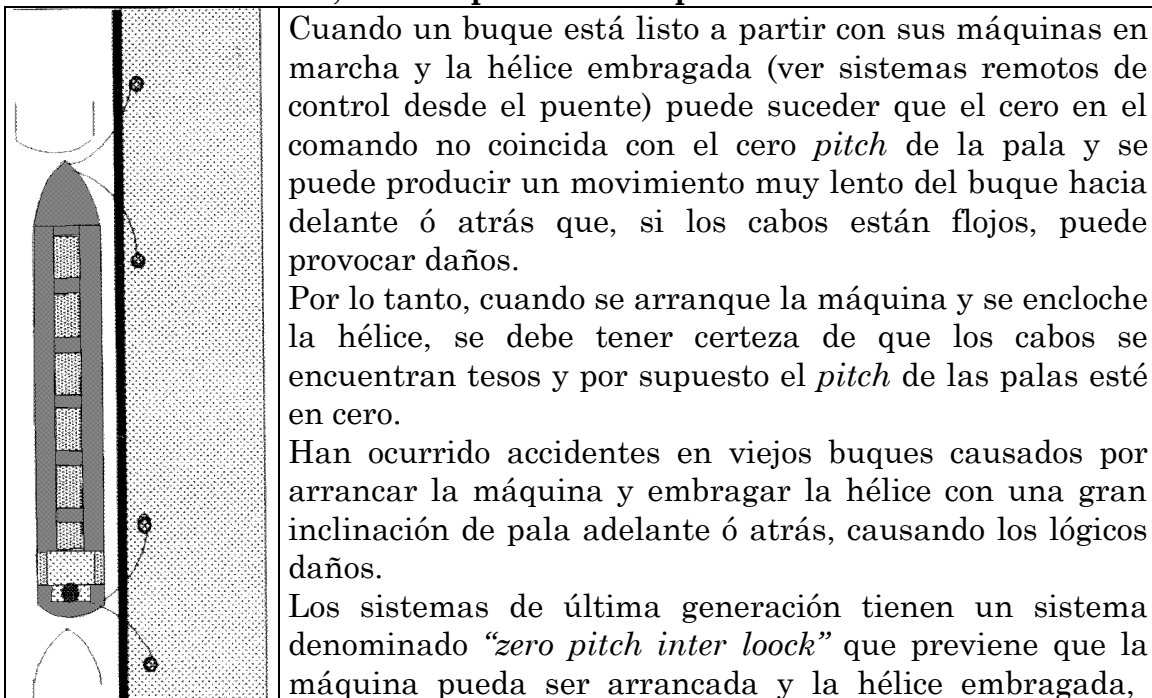 Cuando un buque está listo a partir con sus máquinas en
marcha y la hélice embragada (ver sistemas remotos de
control desde el puente) puede suceder que el cero en el
comando no coincida con el cero pitch de la pala y se
puede producir un movimiento muy lento del buque hacia
delante ó atrás que, si los cabos están flojos, puede
provocar daños.
Por lo tanto, cuando se arranque la máquina y se encloche
la hélice, se debe tener certeza de que los cabos se
encuentran tesos y por supuesto el pitch de las palas esté
en cero.
Han ocurrido accidentes en viejos buques causados por
arrancar la máquina y embragar la hélice con una gran
inclinación de pala adelante ó atrás, causando los lógicos
daños.
Los sistemas de última generación tienen un sistema
denominado “zero pitch inter loock” que previene que la
máquina pueda ser arrancada y la hélice embragada,